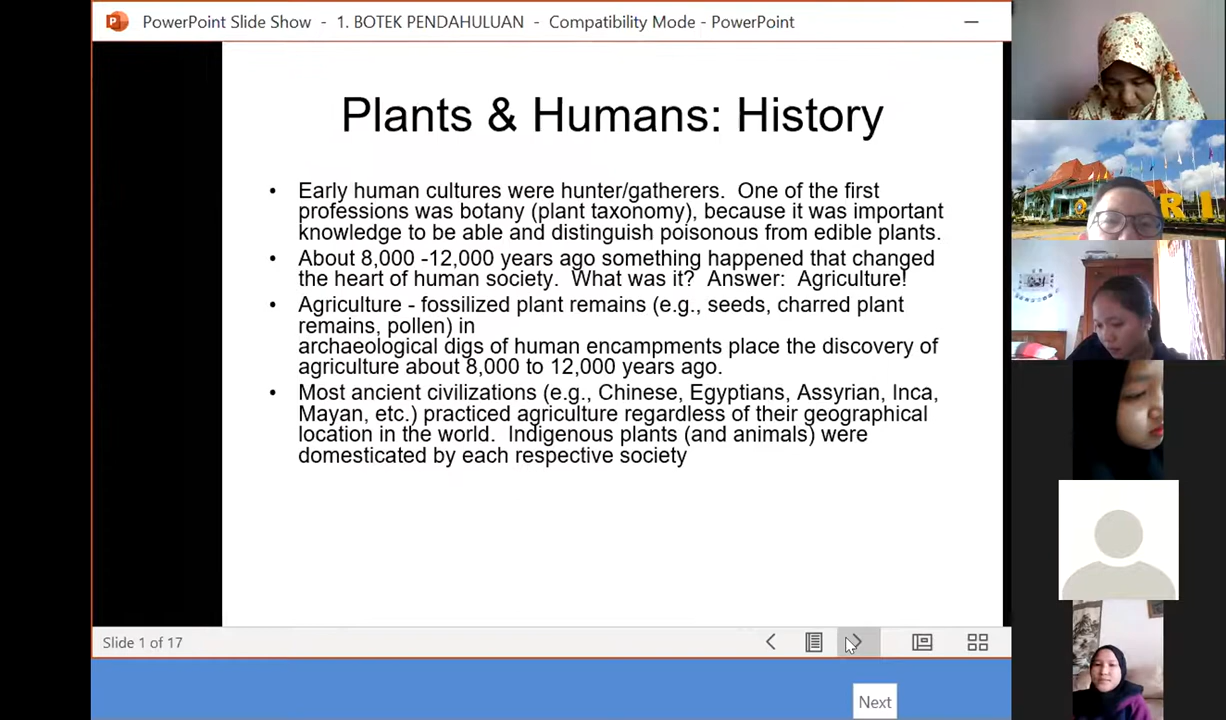 PowerPoint Slide Show - 1. BOTEK PENDAHULUAN - Compatibility Mode - PowerPoint
Plants & Humans: History
• Early human cultures were hunter/gatherers. One of the first
professions was botany (plant taxonomy), because it was important
knowledge to be able and distinguish poisonous from edible plants.
• About 8,000 -12,000 years ago something happened that changed
the heart of human society. What was it? Answer: Agriculture!
• Agriculture - fossilized plant remains (e.g., seeds, charred plant
remains, pollen) in
archaeological digs of human encampments place the discovery of
agriculture about 8,000 to 12,000 years ago.
• Most ancient civilizations (e.g., Chinese, Egyptians, Assyrian, Inca,
Mayan, etc.) practiced agriculture regardless of their geographical
location in the world. Indigenous plants (and animals) were
domesticated by each respective society
Slide 1 of 17
Next